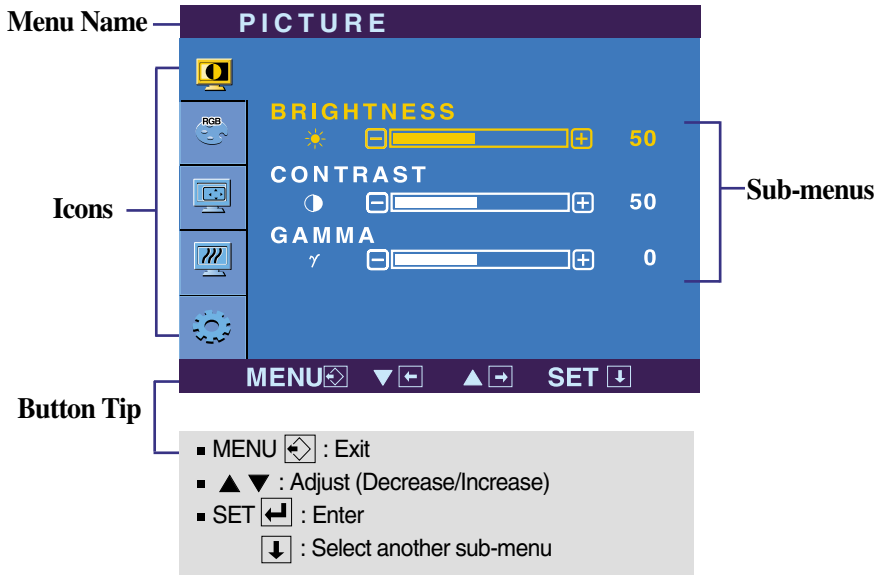 Menu Name
PICTURE
RGB
BRIGHTNESS
50
CONTRAST
50
GAMMA
γ 0
Icons
Sub-menus
MENU ▼ ← ▲ → SET ↓
Button Tip
▪ MENU : Exit
▪ ▲ ▼ : Adjust (Decrease/Increase)
▪ SET ↵ : Enter
↓ : Select another sub-menu